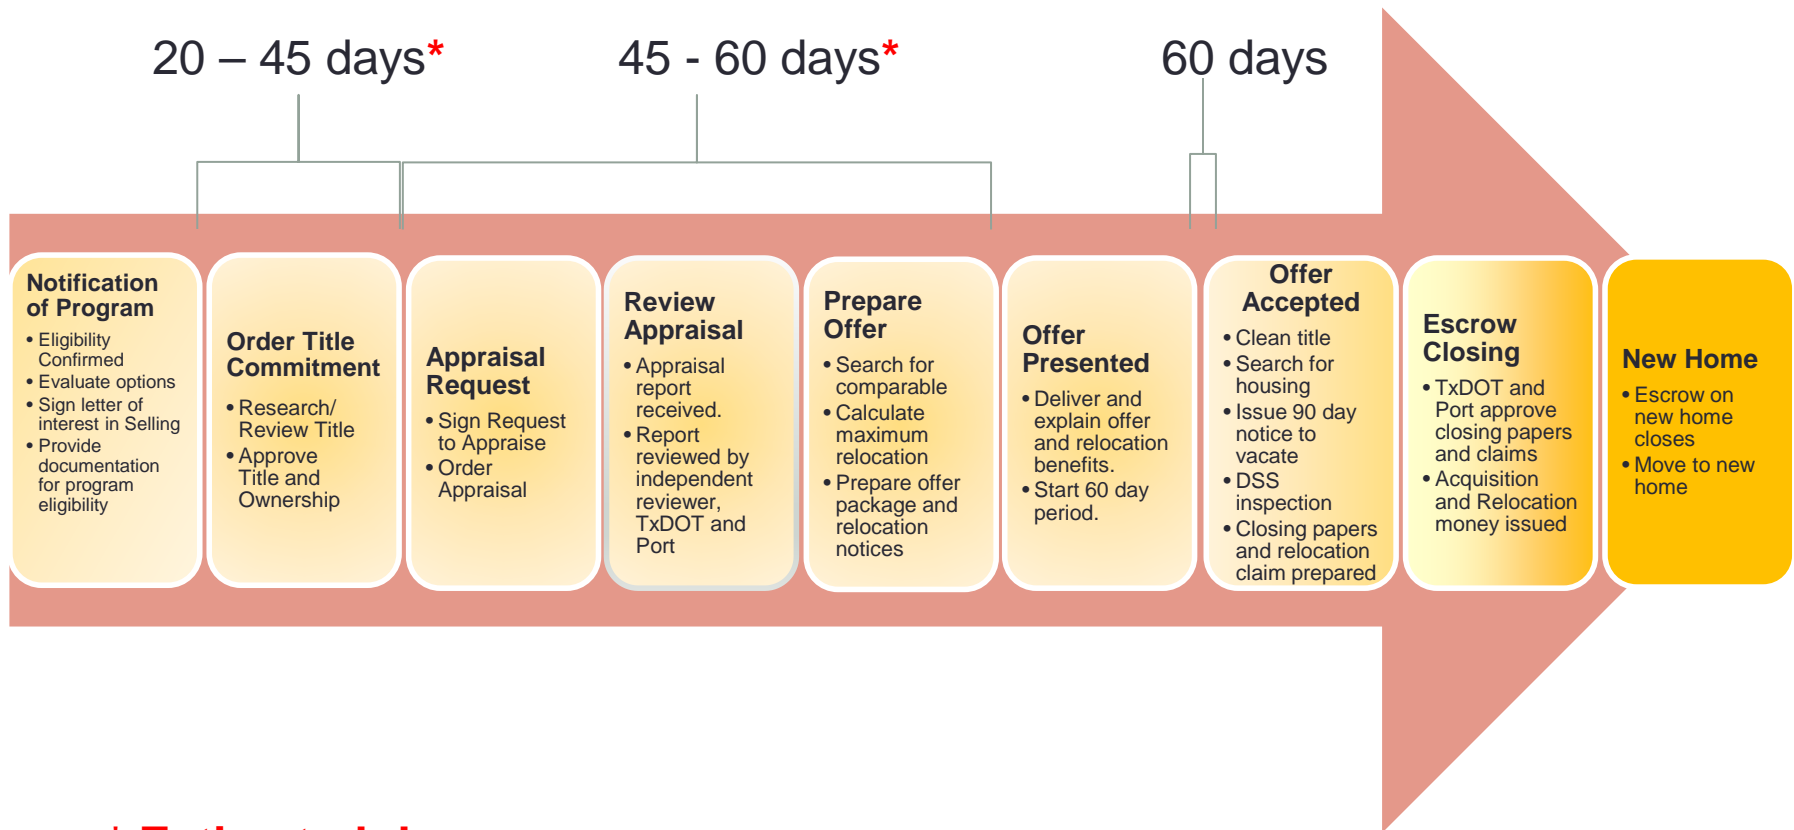 20 – 45 days*
45 - 60 days*
60 days
Notification
of Program
• Eligibility
Confirmed
• Evaluate options
• Sign letter of
interest in Selling
• Provide
documentation
for program
eligibility
Order Title
Commitment
• Research/
Review Title
• Approve
Title and
Ownership
Appraisal
Request
• Sign Request
to Appraise
• Order
Appraisal
Review
Appraisal
• Appraisal
report
received.
• Report
reviewed by
independent
reviewer,
TxDOT and
Port
Prepare
Offer
• Search for
comparable
• Calculate
maximum
relocation
• Prepare offer
package and
relocation
notices
Offer
Presented
• Deliver and
explain offer
and relocation
benefits.
• Start 60 day
period.
Offer
Accepted
• Clean title
• Search for
housing
• Issue 90 day
notice to
vacate
• DSS
inspection
• Closing papers
and relocation
claim prepared
Escrow
Closing
• TxDOT and
Port approve
closing papers
and claims
• Acquisition
and Relocation
money issued
New Home
• Escrow on
new home
closes
• Move to new
home